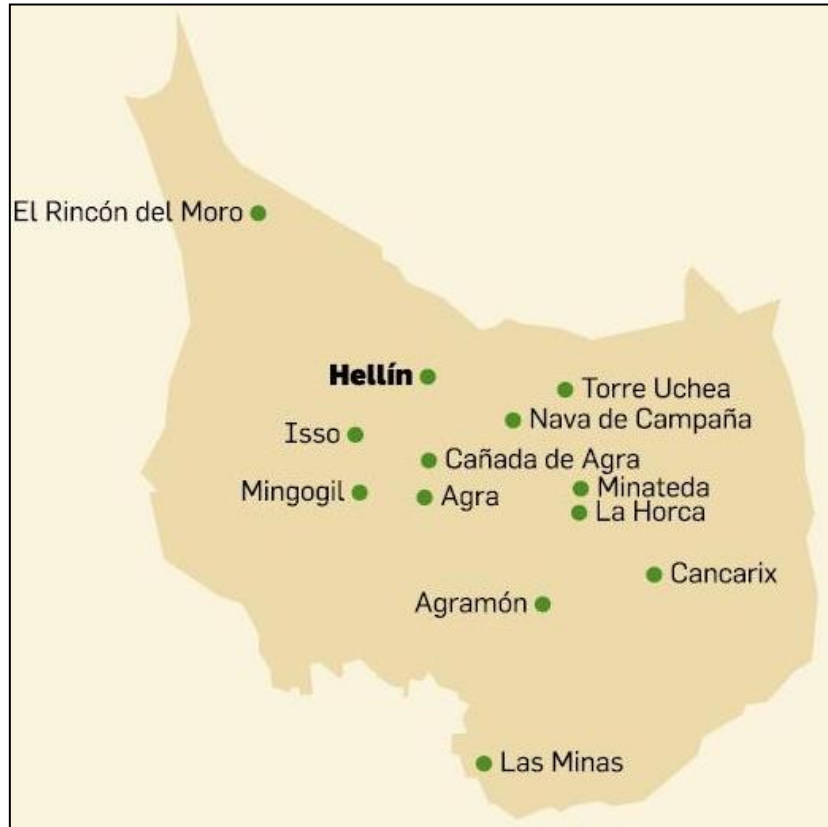 El Rincón del Moro
Hellín
Torre Uchea
Nava de Campaña
Isso
Cañada de Agra
Mingogil
Agra
Minateda
La Horca
Cancarix
Agramón
Las Minas